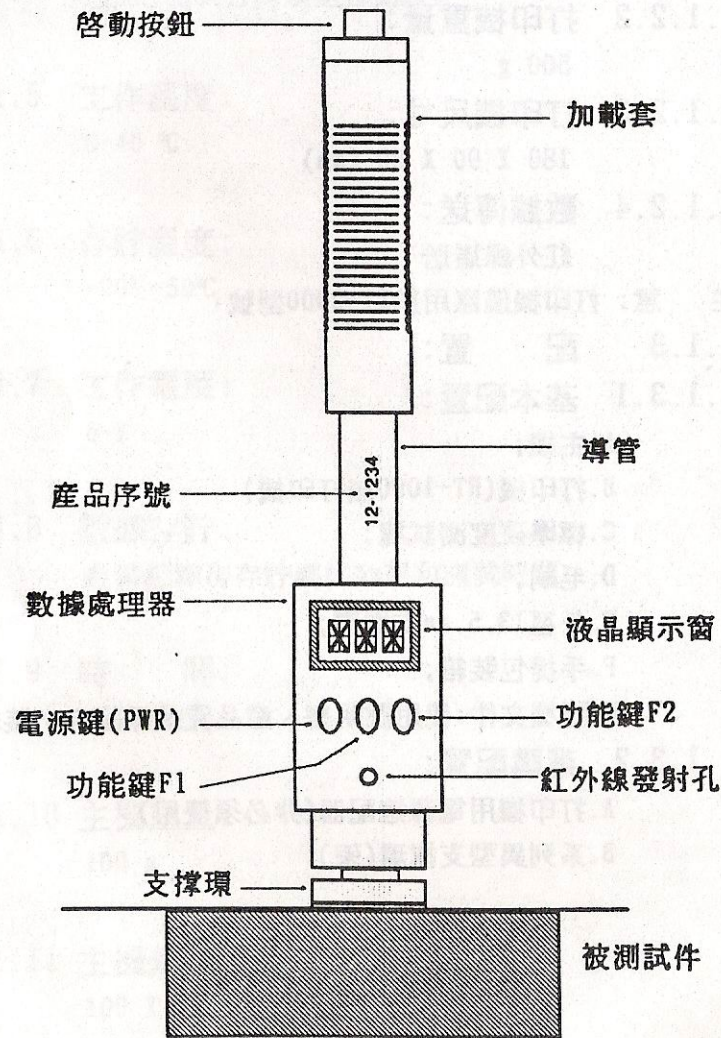 啓動按鈕
加載套
導管
産品序號
12-1234
數據處理器
液晶顯示窗
電源鍵(PWR)
功能鍵F2
功能鍵F1
紅外線發射孔
支撐環
被測試件